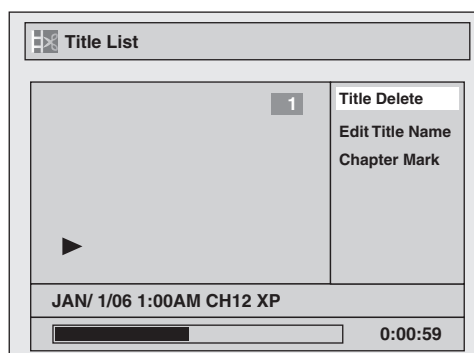 Title List
1
Title Delete
Edit Title Name
Chapter Mark
JAN/ 1/06 1:00AM CH12 XP
0:00:59